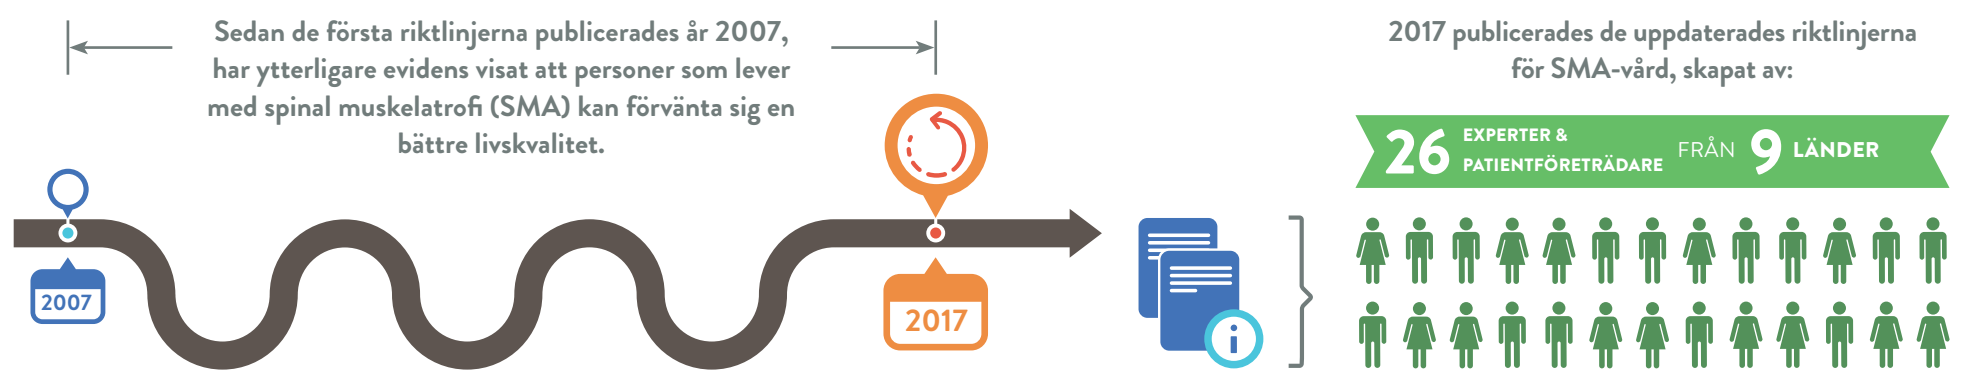 Sedan de första riktlinjerna publicerades år 2007,
har ytterligare evidens visat att personer som lever
med spinal muskelatrofi (SMA) kan förvänta sig en
bättre livskvalitet.
2007
2017
2017 publicerades de uppdaterades riktlinjerna
för SMA-vård, skapat av:
26 EXPERTER &
PATIENTFÖRETRÄDARE FRÅN 9 LÄNDER
i